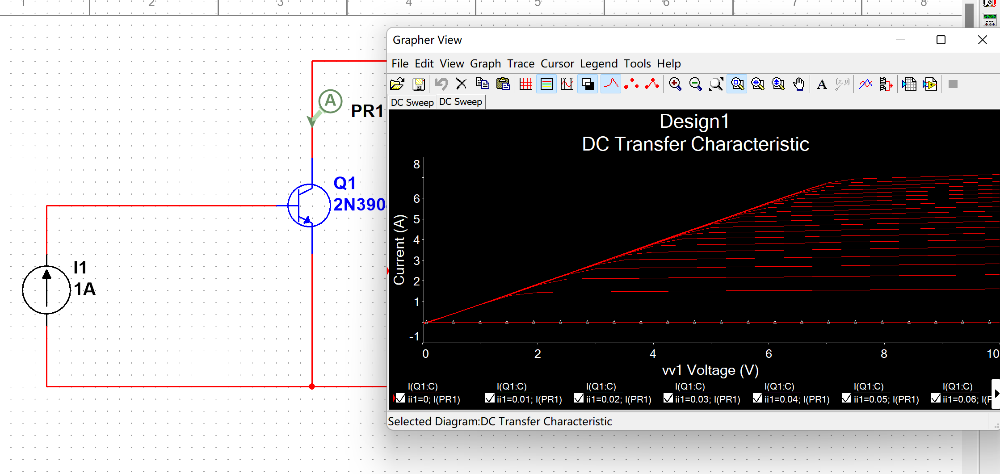 1 2 3 4 5 6 7 8
Grapher View
File Edit View Graph Trace Cursor Legend Tools Help
DC Sweep DC Sweep
Design1
DC Transfer Characteristic
8
6
5
4
3
2
1
-1
Current (A)
0 2 4 6 8 10
vv1 Voltage (V)
I(Q1:C) I(Q1:C) I(Q1:C) I(Q1:C) I(Q1:C) I(Q1:C) I(Q1:C)
ii1=0; I(PR1) ii1=0.01; I(PR1) ii1=0.02; I(PR1) ii1=0.03; I(PR1) ii1=0.04; I(PR1) ii1=0.05; I(PR1) ii1=0.06; I(P
Selected Diagram:DC Transfer Characteristic
A
PR1
Q1
2N390
I1
1A